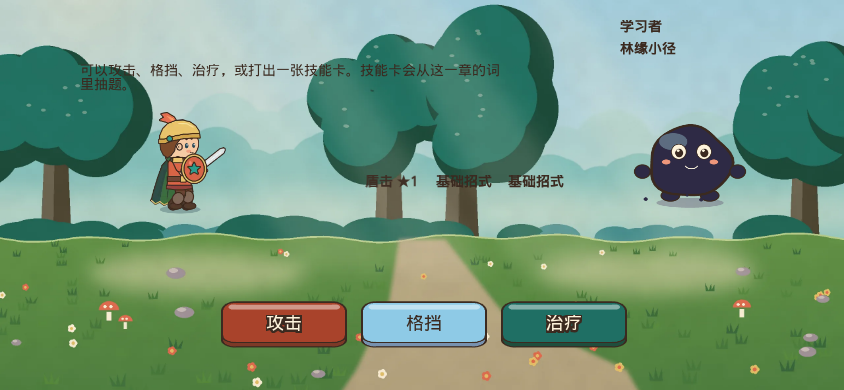 学习者
林缘小径
可以攻击、格挡、治疗，或打出一张技能卡。技能卡会从这一章的词
里抽题。
盾击 ★1 基础招式 基础招式
攻击 格挡 治疗